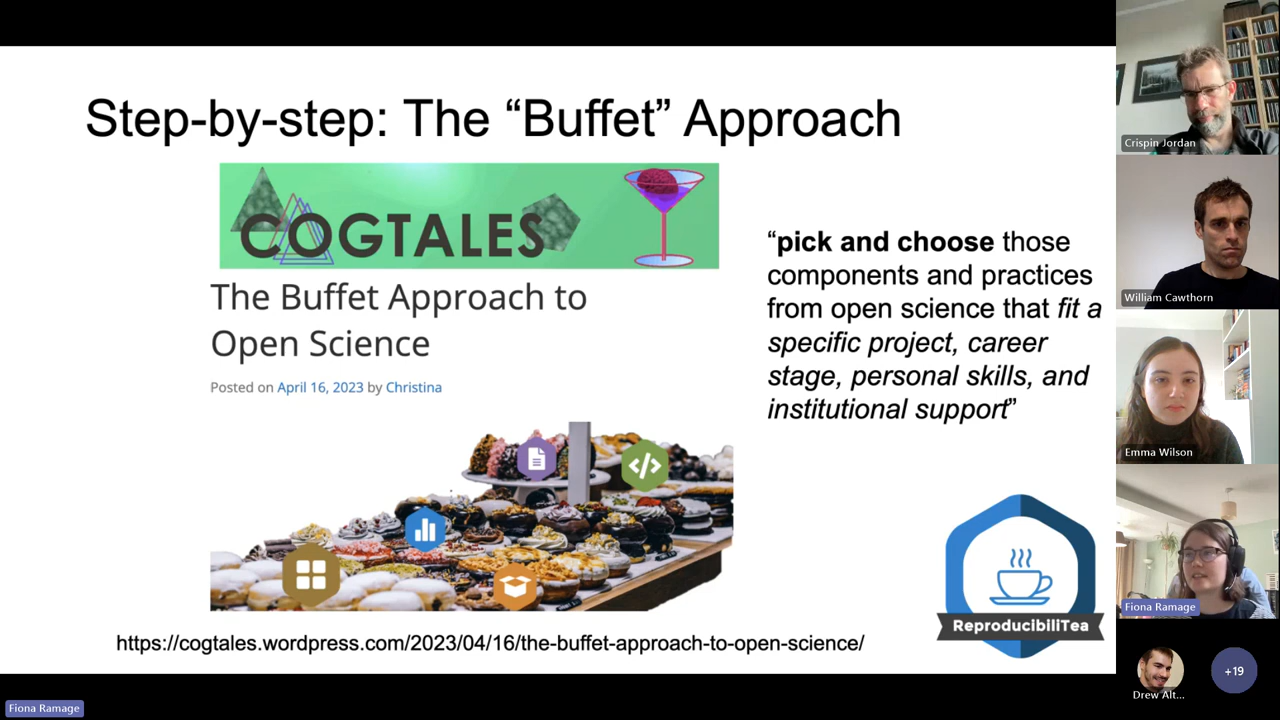 Step-by-step: The “Buffet” Approach
COGTALES
The Buffet Approach to
Open Science
Posted on April 16, 2023 by Christina
“pick and choose those
components and practices
from open science that fit a
specific project, career
stage, personal skills, and
institutional support”
</>
ReproducibiliTea
https://cogtales.wordpress.com/2023/04/16/the-buffet-approach-to-open-science/
Crispin Jordan
William Cawthorn
Emma Wilson
Fiona Ramage
Drew Alt...
+19
Fiona Ramage